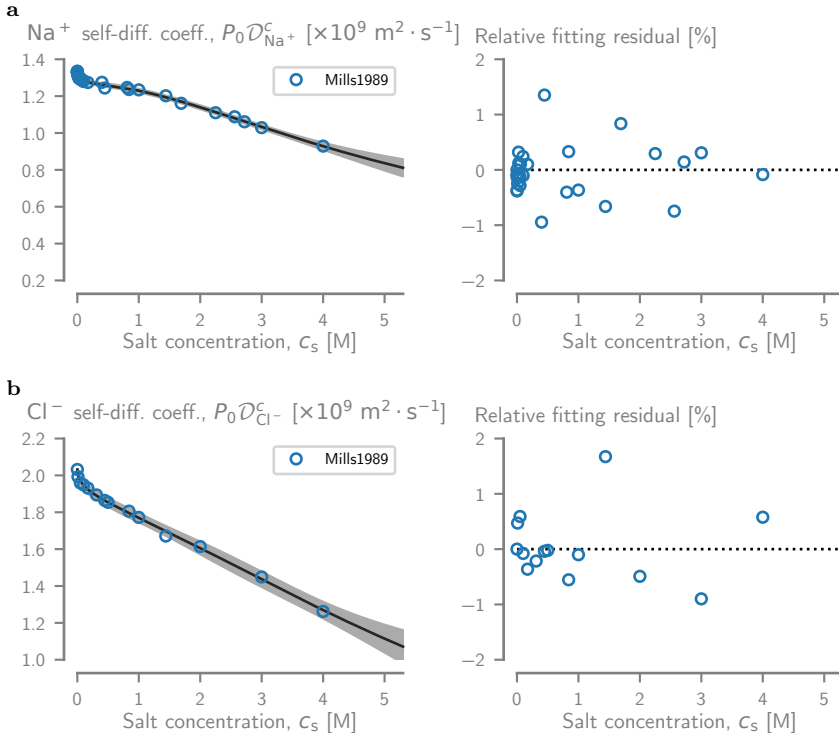 a
Na⁺ self-diff. coeff., P₀𝒟ᶜNa⁺ [×10⁹ m² · s⁻¹]
Relative fitting residual [%]
1.4
1.2
1.0
0.8
0.6
0.4
0.2
Mills1989
2
1
0
−1
−2
0 1 2 3 4 5
0 1 2 3 4 5
Salt concentration, cₛ [M]
Salt concentration, cₛ [M]
b
Cl⁻ self-diff. coeff., P₀𝒟ᶜCl⁻ [×10⁹ m² · s⁻¹]
Relative fitting residual [%]
2.2
2.0
1.8
1.6
1.4
1.2
1.0
Mills1989
2
1
0
−1
−2
0 1 2 3 4 5
0 1 2 3 4 5
Salt concentration, cₛ [M]
Salt concentration, cₛ [M]